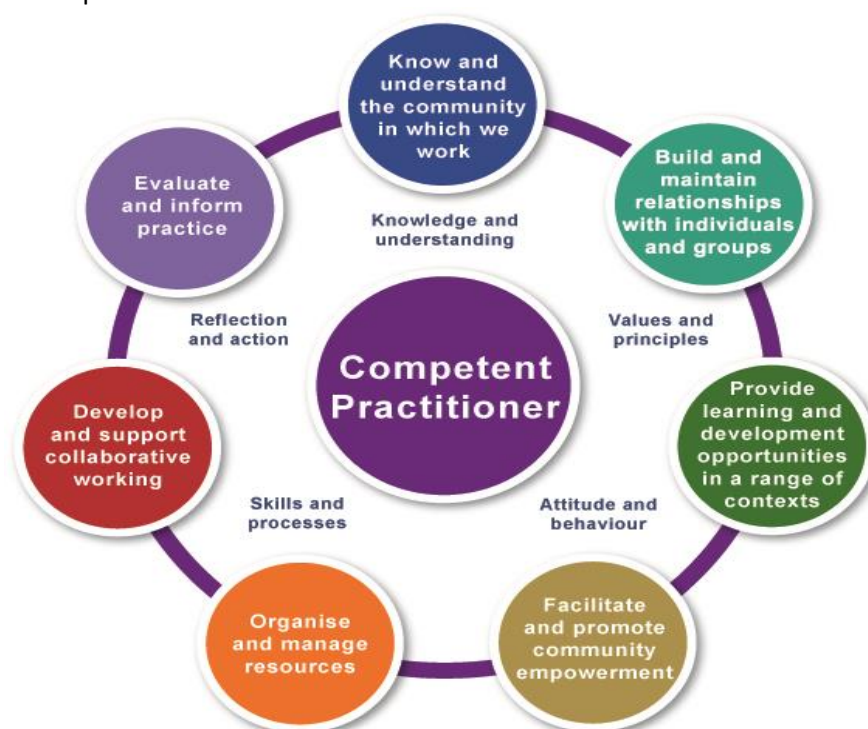 Know and
understand
the community
in which we
work
Build and
maintain
relationships
with individuals
and groups
Provide
learning and
development
opportunities
in a range of
contexts
Facilitate
and promote
community
empowerment
Organise
and manage
resources
Develop
and support
collaborative
working
Evaluate
and inform
practice
Knowledge and
understanding
Values and
principles
Attitude and
behaviour
Skills and
processes
Reflection
and action
Competent
Practitioner